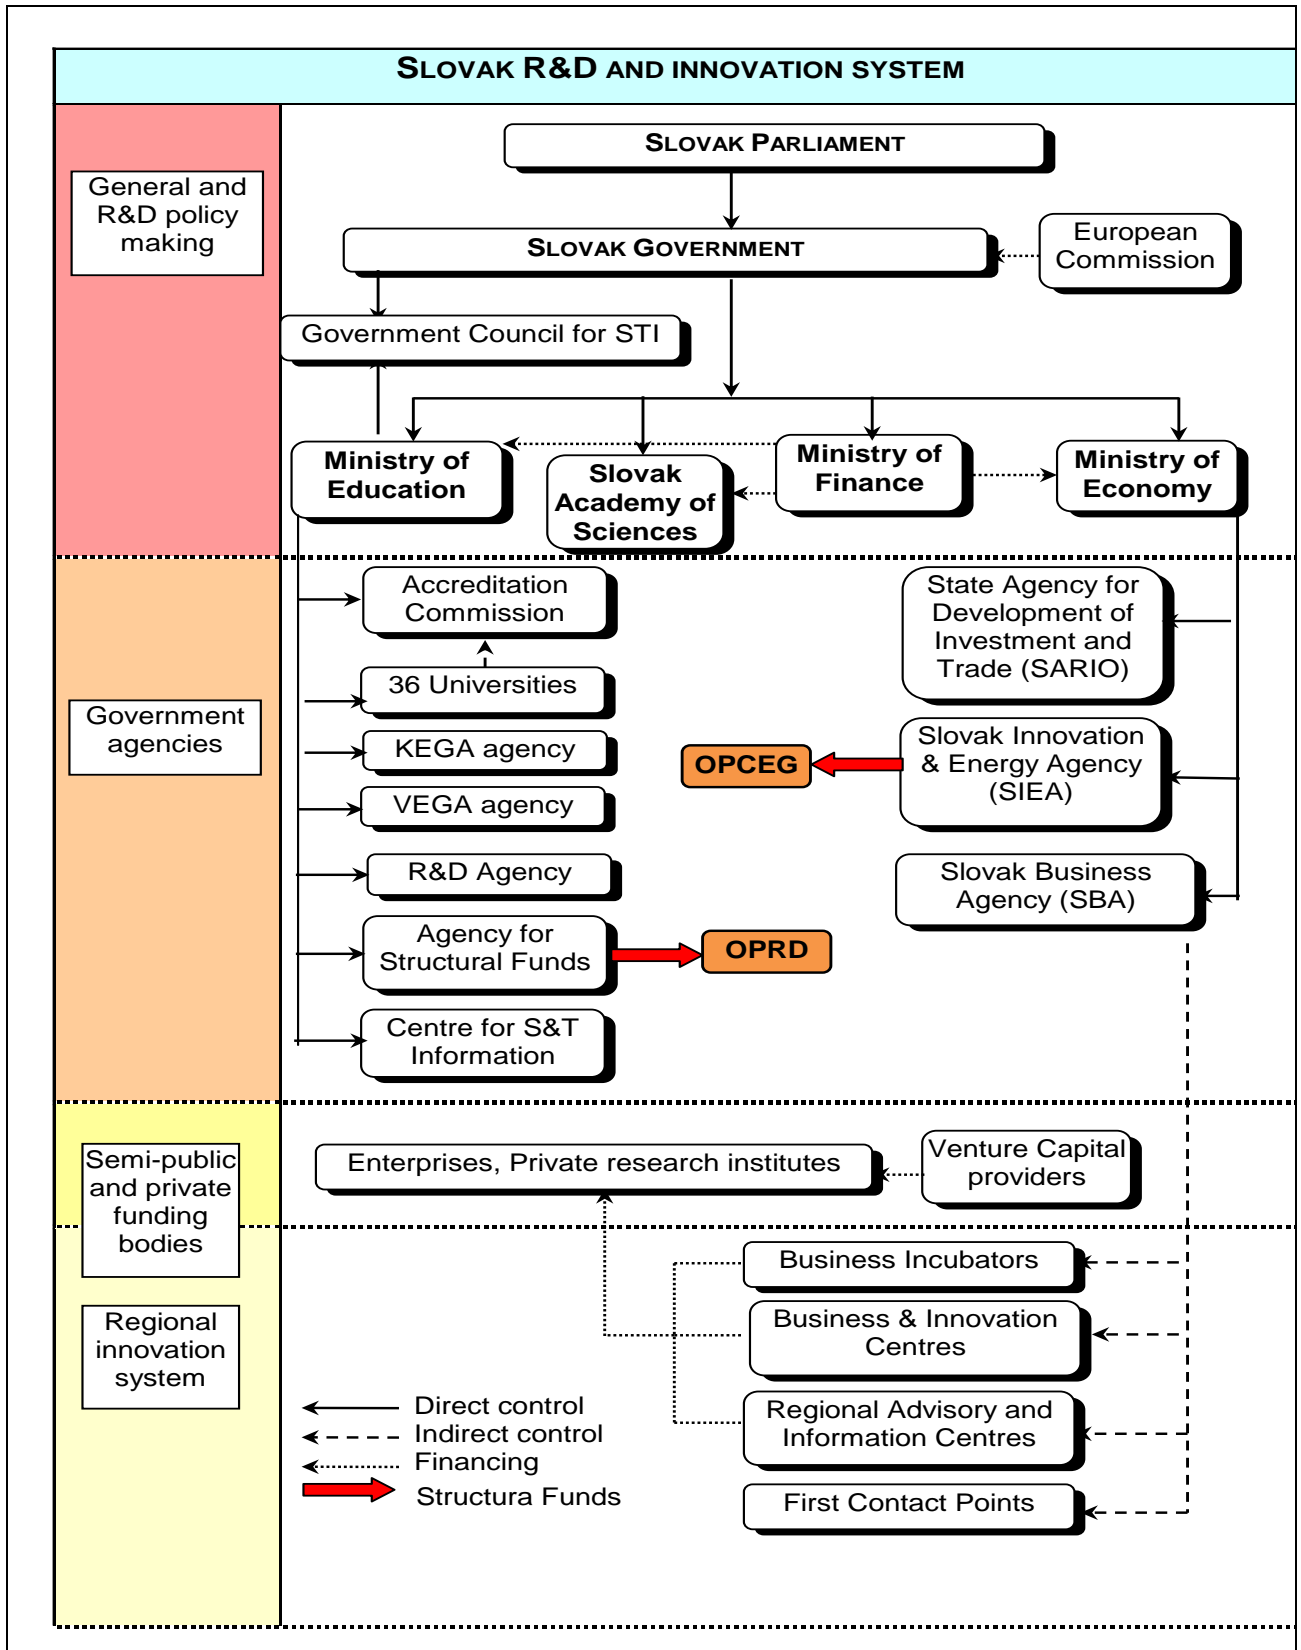 SLOVAK R&D AND INNOVATION SYSTEM
General and
R&D policy
making
SLOVAK PARLIAMENT
SLOVAK GOVERNMENT
European
Commission
Government Council for STI
Ministry of
Education
Slovak
Academy of
Sciences
Ministry of
Finance
Ministry of
Economy
Government
agencies
Accreditation
Commission
36 Universities
KEGA agency
VEGA agency
R&D Agency
Agency for
Structural Funds
Centre for S&T
Information
OPCEG
OPRD
State Agency for
Development of
Investment and
Trade (SARIO)
Slovak Innovation
& Energy Agency
(SIEA)
Slovak Business
Agency (SBA)
Semi-public
and private
funding
bodies
Enterprises, Private research institutes
Venture Capital
providers
Regional
innovation
system
Business Incubators
Business & Innovation
Centres
Regional Advisory and
Information Centres
First Contact Points
Direct control
Indirect control
Financing
Structura Funds